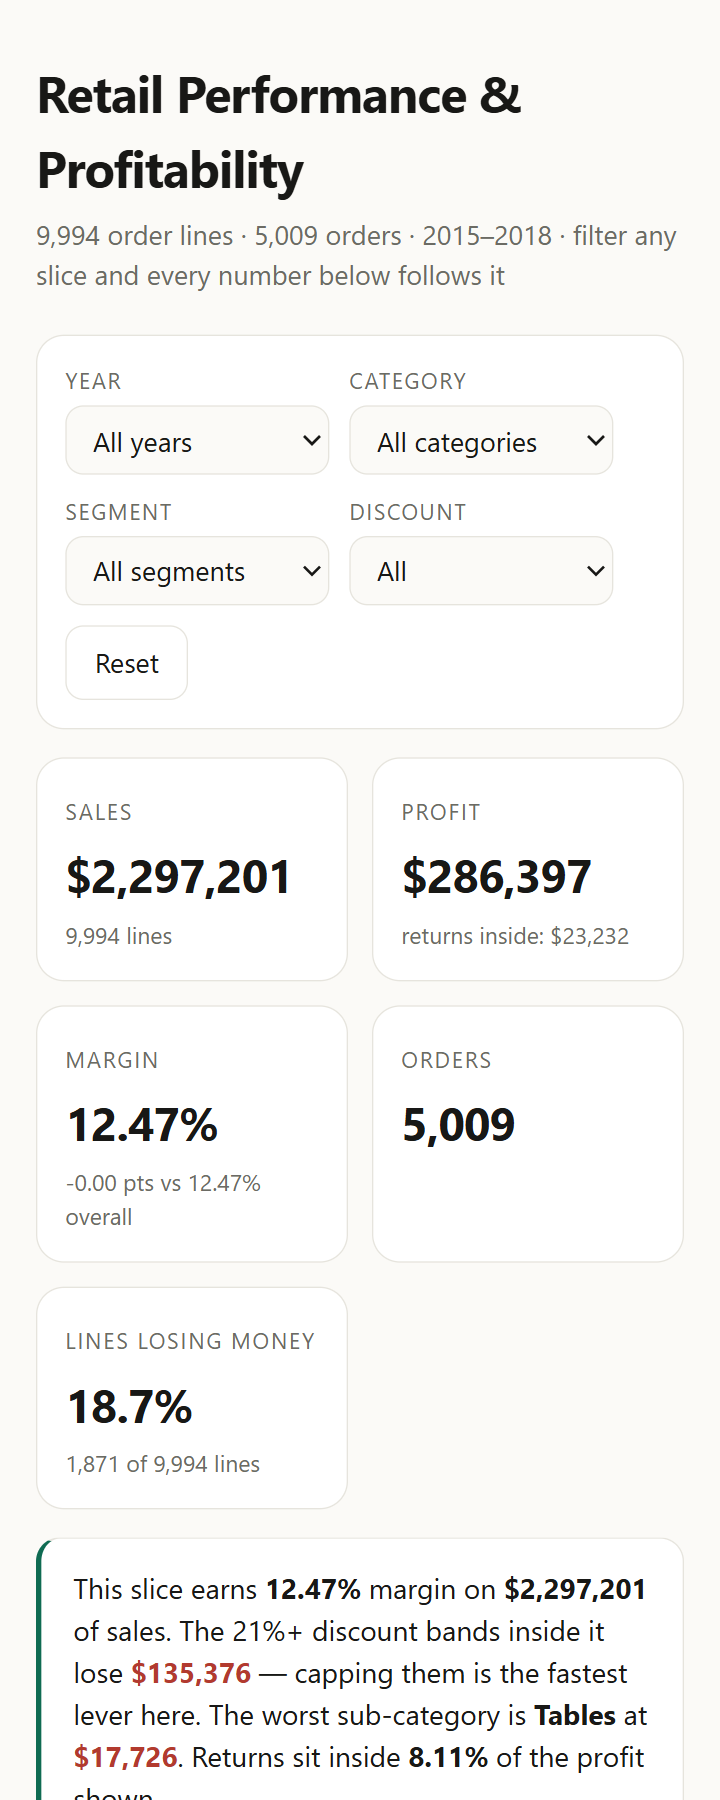 Retail Performance &
Profitability
9,994 order lines · 5,009 orders · 2015–2018 · filter any
slice and every number below follows it
YEAR
CATEGORY
All years
All categories
SEGMENT
DISCOUNT
All segments
All
Reset
SALES
$2,297,201
9,994 lines
PROFIT
$286,397
returns inside: $23,232
MARGIN
12.47%
-0.00 pts vs 12.47%
overall
ORDERS
5,009
LINES LOSING MONEY
18.7%
1,871 of 9,994 lines
This slice earns 12.47% margin on $2,297,201
of sales. The 21%+ discount bands inside it
lose $135,376 — capping them is the fastest
lever here. The worst sub-category is Tables at
$17,726. Returns sit inside 8.11% of the profit
shown